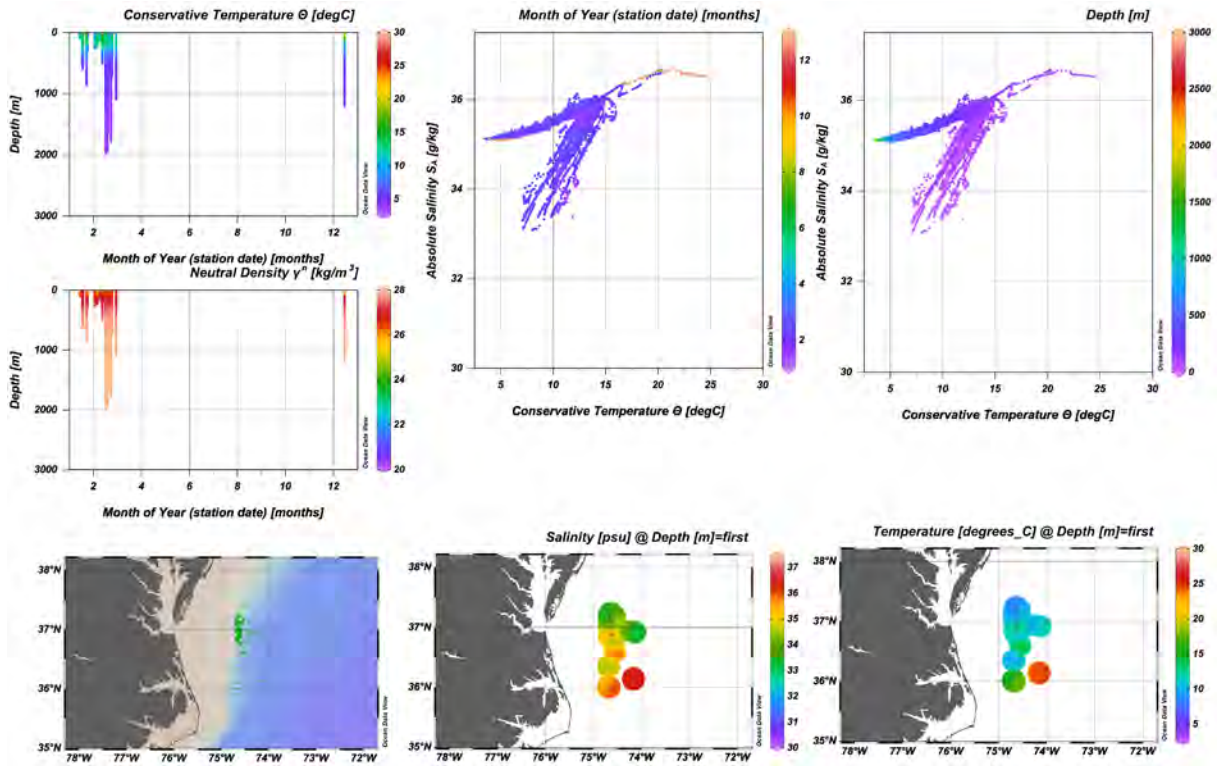 Conservative Temperature Θ [degC]
0
1000
2000
3000
Depth [m]
2 4 6 8 10 12
Month of Year (station date) [months]
30
25
20
15
10
5
Ocean Data View
Neutral Density γⁿ [kg/m³]
0
1000
2000
3000
Depth [m]
2 4 6 8 10 12
Month of Year (station date) [months]
28
26
24
22
20
Ocean Data View
Month of Year (station date) [months]
36
34
32
30
Absolute Salinity S_A [g/kg]
5 10 15 20 25 30
Conservative Temperature Θ [degC]
12
10
8
6
4
2
Ocean Data View
Depth [m]
36
34
32
30
Absolute Salinity S_A [g/kg]
5 10 15 20 25 30
Conservative Temperature Θ [degC]
3000
2500
2000
1500
1000
500
0
Ocean Data View
38°N
37°N
36°N
35°N
78°W 77°W 76°W 75°W 74°W 73°W 72°W
Ocean Data View
Salinity [psu] @ Depth [m]=first
38°N
37°N
36°N
35°N
78°W 77°W 76°W 75°W 74°W 73°W 72°W
37
36
35
34
33
32
31
30
Ocean Data View
Temperature [degrees_C] @ Depth [m]=first
38°N
37°N
36°N
35°N
78°W 77°W 76°W 75°W 74°W 73°W 72°W
30
25
20
15
10
5
Ocean Data View